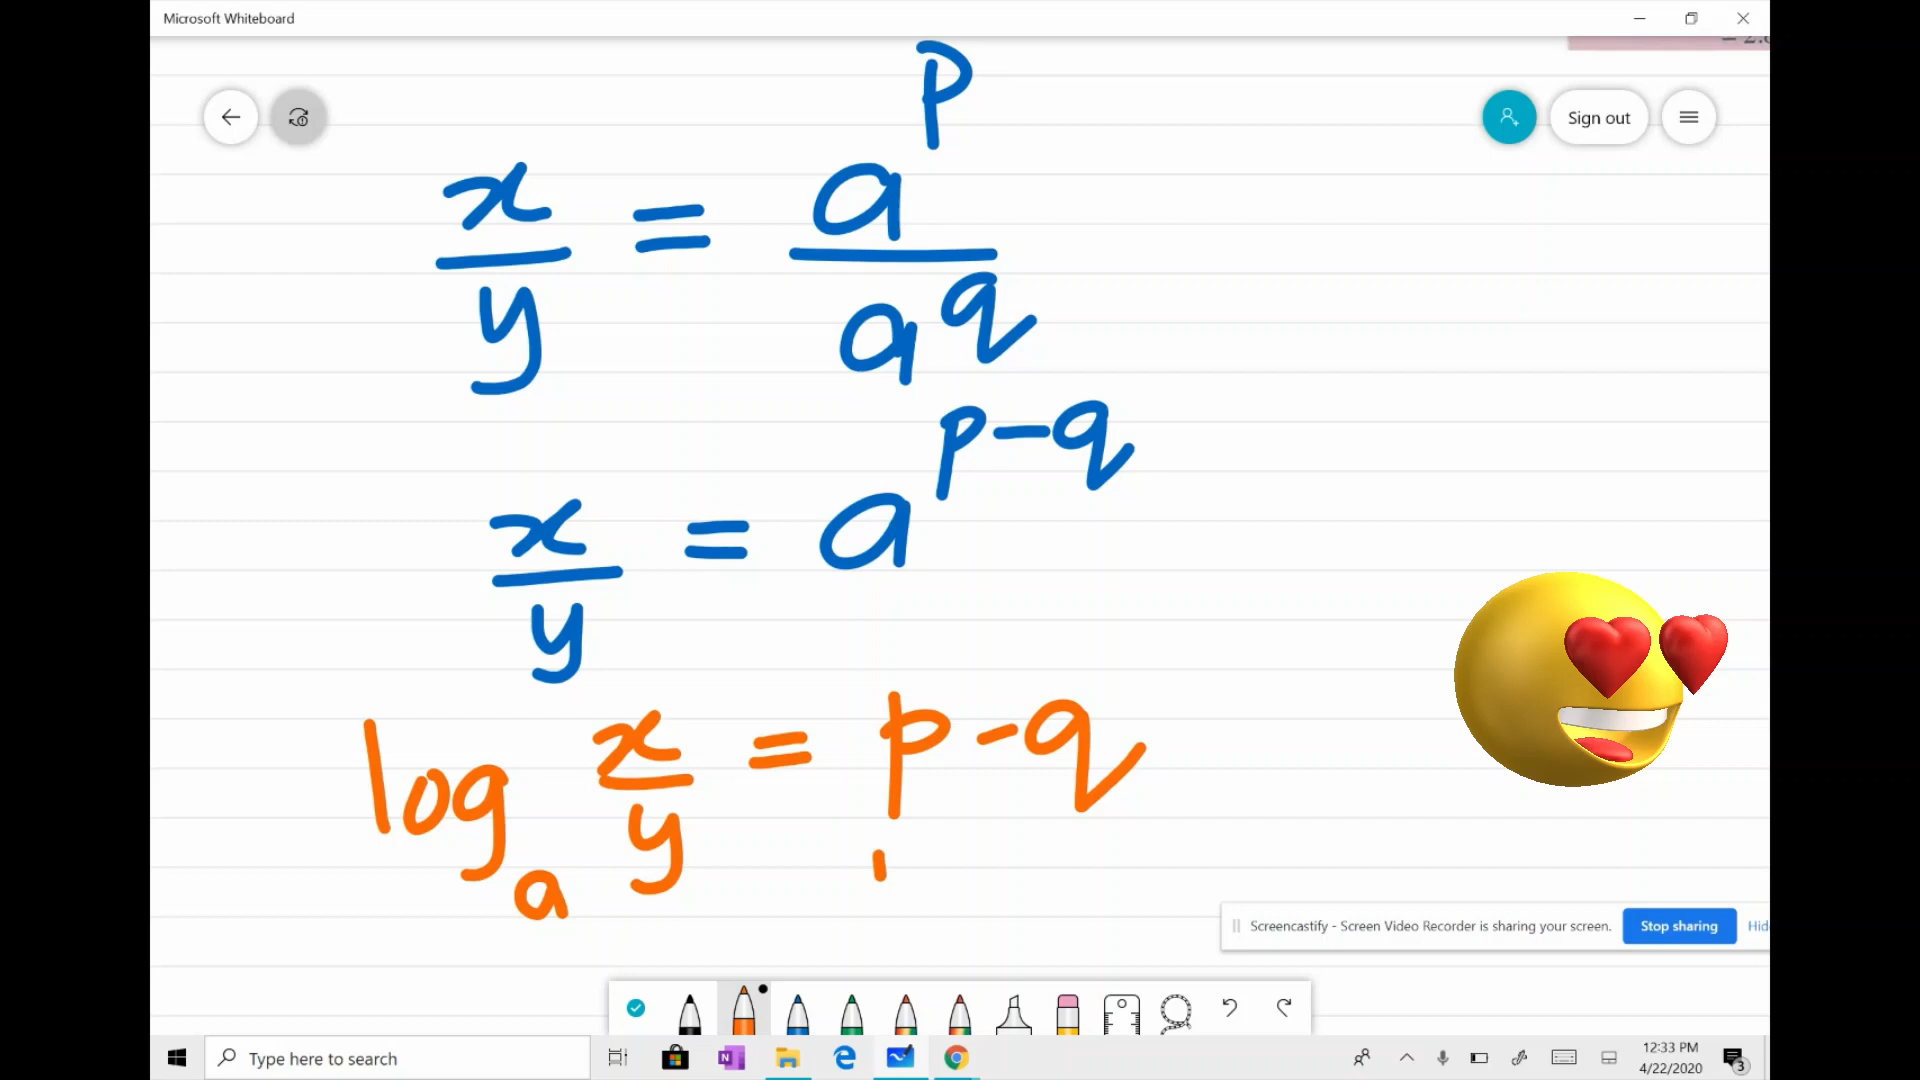 Microsoft Whiteboard
Sign out
x/y = a^p/a^q
x/y = a^(p-q)
log_a x/y = p-q
Screencastify - Screen Video Recorder is sharing your screen.
Stop sharing
Type here to search
12:33 PM
4/22/2020
3